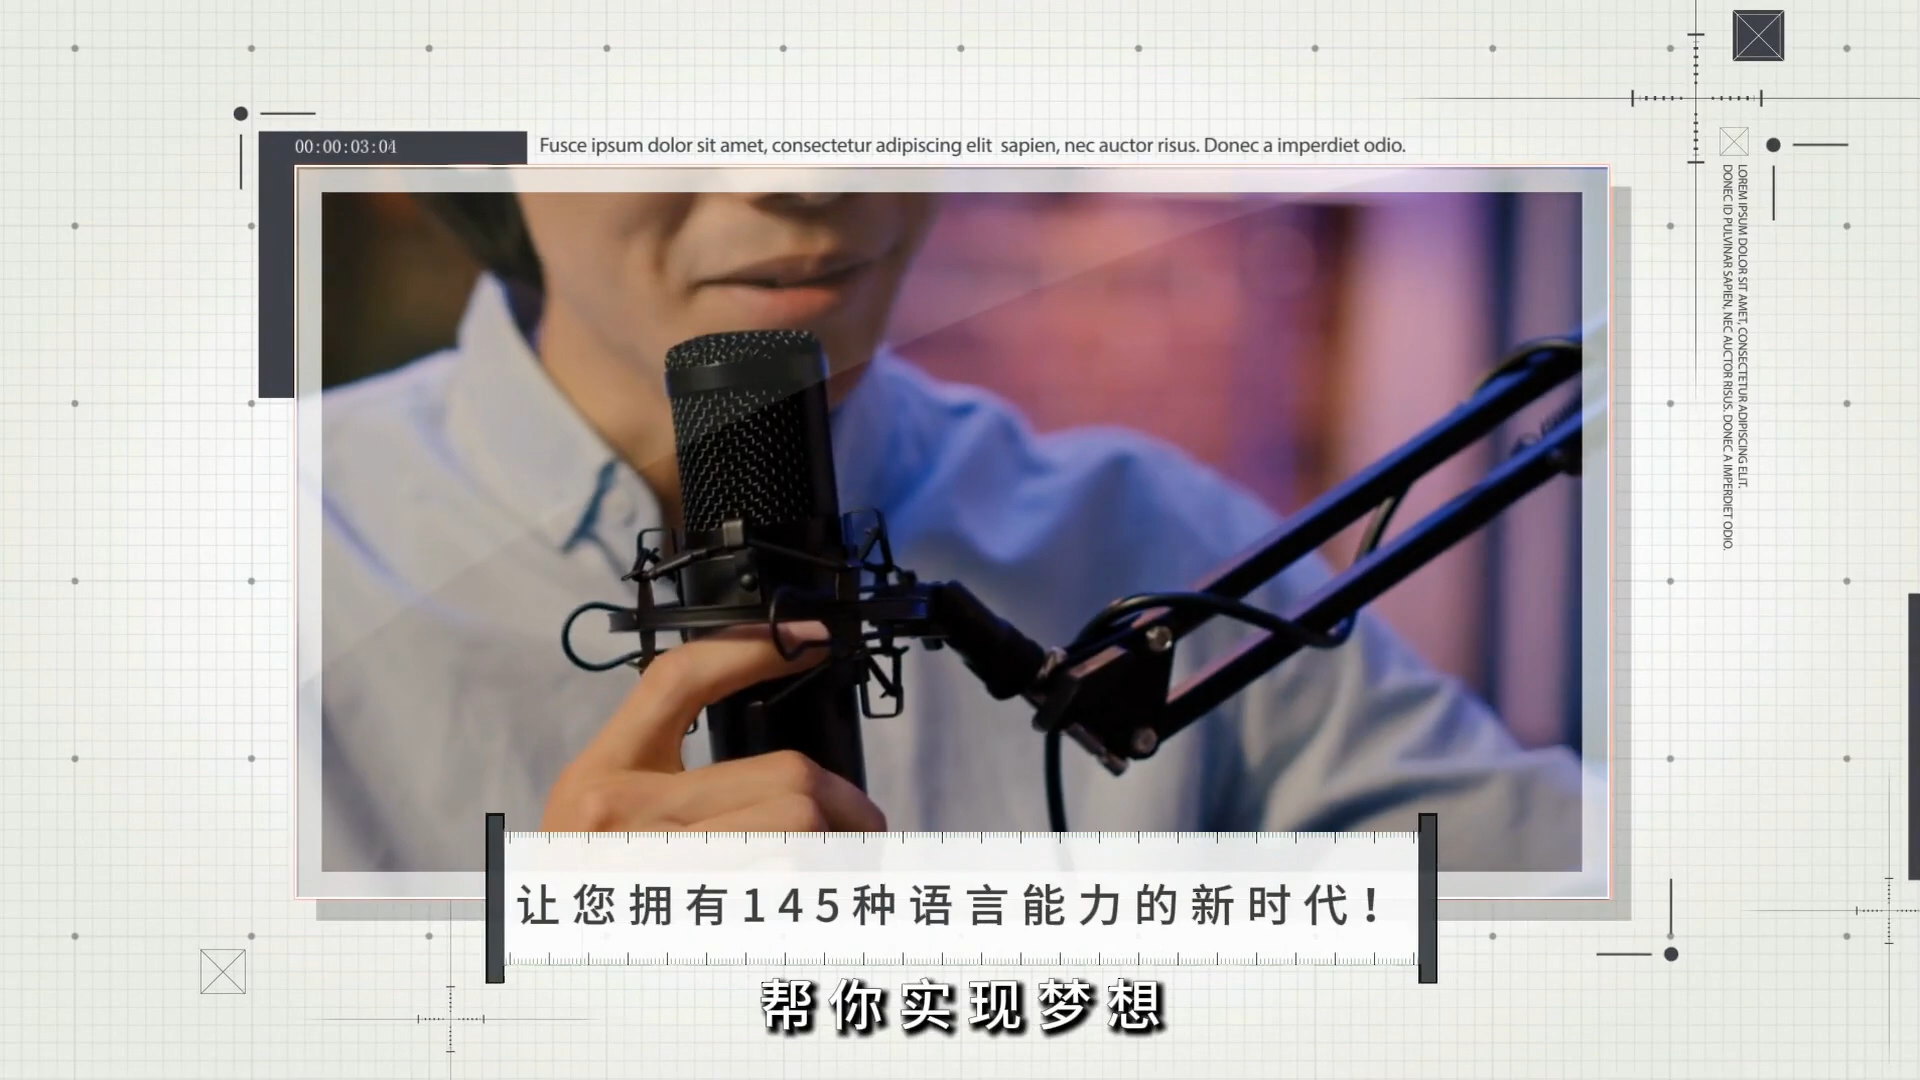 00:00:03:04
Fusce ipsum dolor sit amet, consectetur adipiscing elit sapien, nec auctor risus. Donec a imperdiet odio.
LOREM IPSUM DOLOR SIT AMET, CONSECTETUR ADIPISCING ELIT.
DONEC ID PULVINAR SAPIEN, NEC AUCTOR RISUS. DONEC A IMPERDIET ODIO.
让您拥有145种语言能力的新时代！
帮你实现梦想